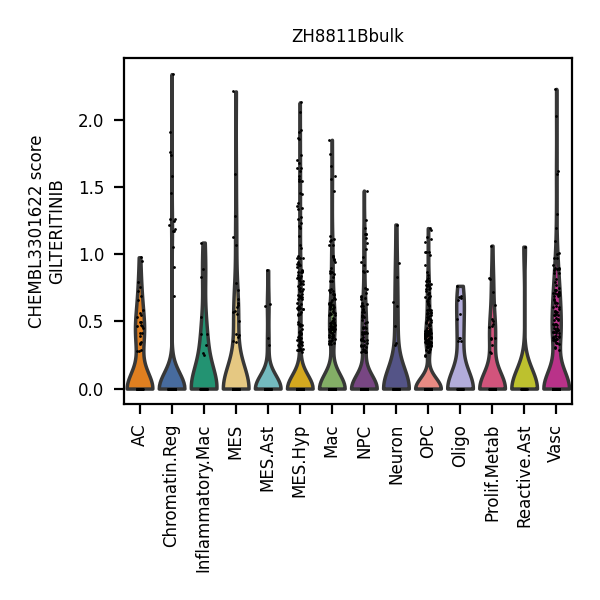 ZH8811Bbulk
CHEMBL3301622 score
GILTERITINIB
2.0
1.5
1.0
0.5
0.0
AC
Chromatin.Reg
Inflammatory.Mac
MES
MES.Ast
MES.Hyp
Mac
NPC
Neuron
OPC
Oligo
Prolif.Metab
Reactive.Ast
Vasc